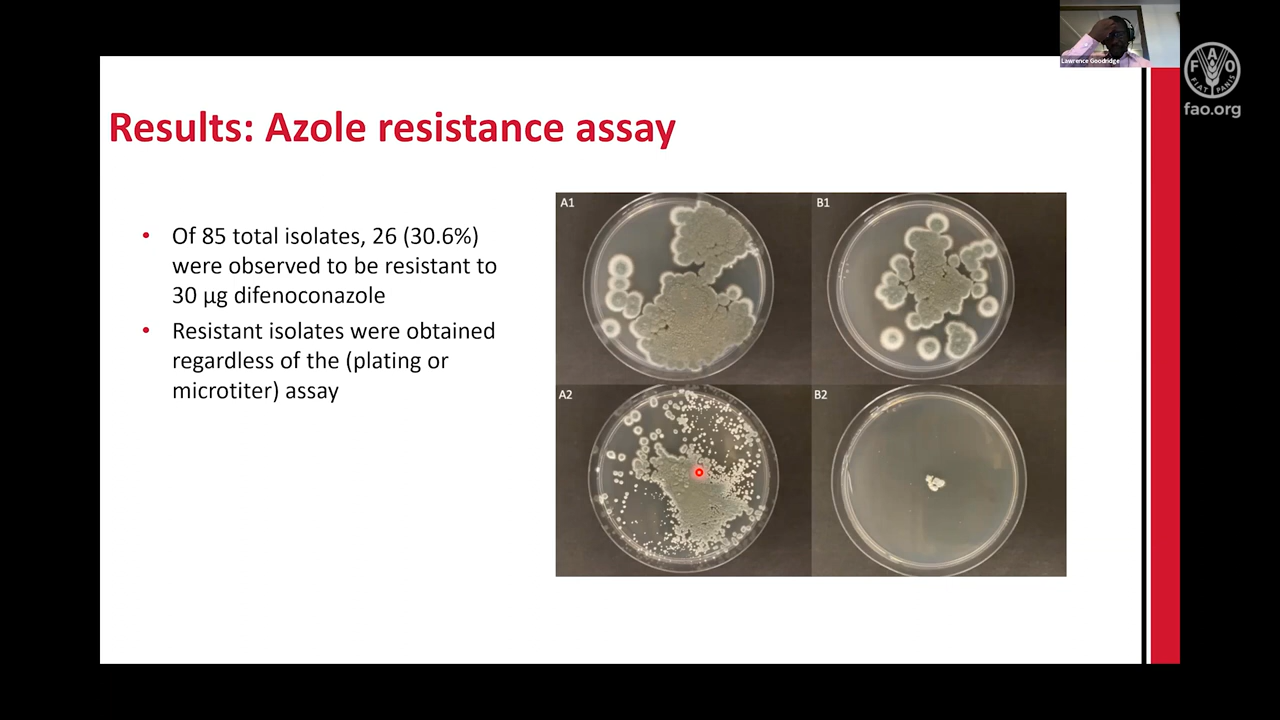 Results: Azole resistance assay
• Of 85 total isolates, 26 (30.6%)
were observed to be resistant to
30 µg difenoconazole
• Resistant isolates were obtained
regardless of the (plating or
microtiter) assay
A1
B1
A2
B2
Lawrence Goodridge
F A O
FIAT PANIS
fao.org